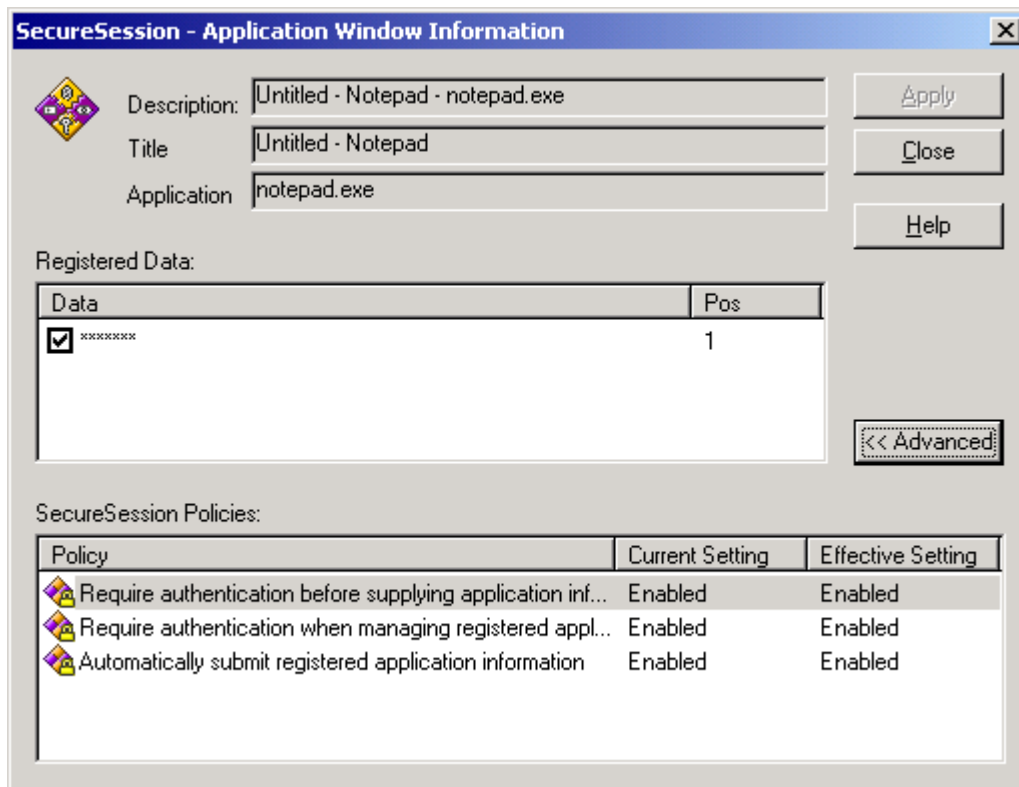 SecureSession - Application Window Information
Description: Untitled - Notepad - notepad.exe
Apply
Title Untitled - Notepad
Close
Application notepad.exe
Help
Registered Data:
Data Pos
******* 1
<< Advanced
SecureSession Policies:
Policy Current Setting Effective Setting
Require authentication before supplying application inf... Enabled Enabled
Require authentication when managing registered appl... Enabled Enabled
Automatically submit registered application information Enabled Enabled